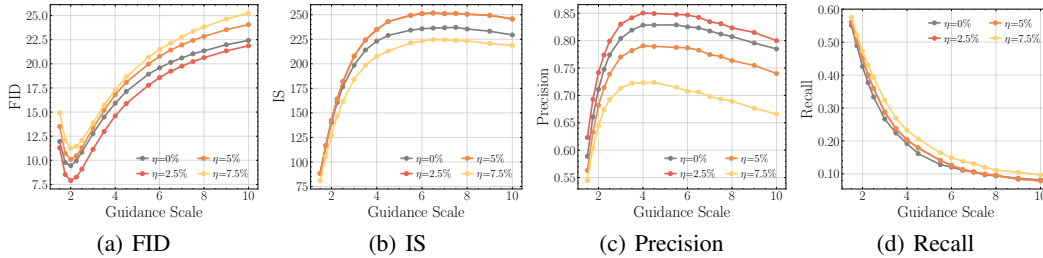 FID
25.0
22.5
20.0
17.5
15.0
12.5
10.0
7.5
2
4
6
8
10
η=0%
η=5%
η=2.5%
η=7.5%
Guidance Scale
(a) FID
IS
250
225
200
175
150
125
100
75
2
4
6
8
10
η=0%
η=5%
η=2.5%
η=7.5%
Guidance Scale
(b) IS
Precision
0.85
0.80
0.75
0.70
0.65
0.60
0.55
2
4
6
8
10
η=0%
η=5%
η=2.5%
η=7.5%
Guidance Scale
(c) Precision
Recall
0.60
0.50
0.40
0.30
0.20
0.10
2
4
6
8
10
η=0%
η=5%
η=2.5%
η=7.5%
Guidance Scale
(d) Recall